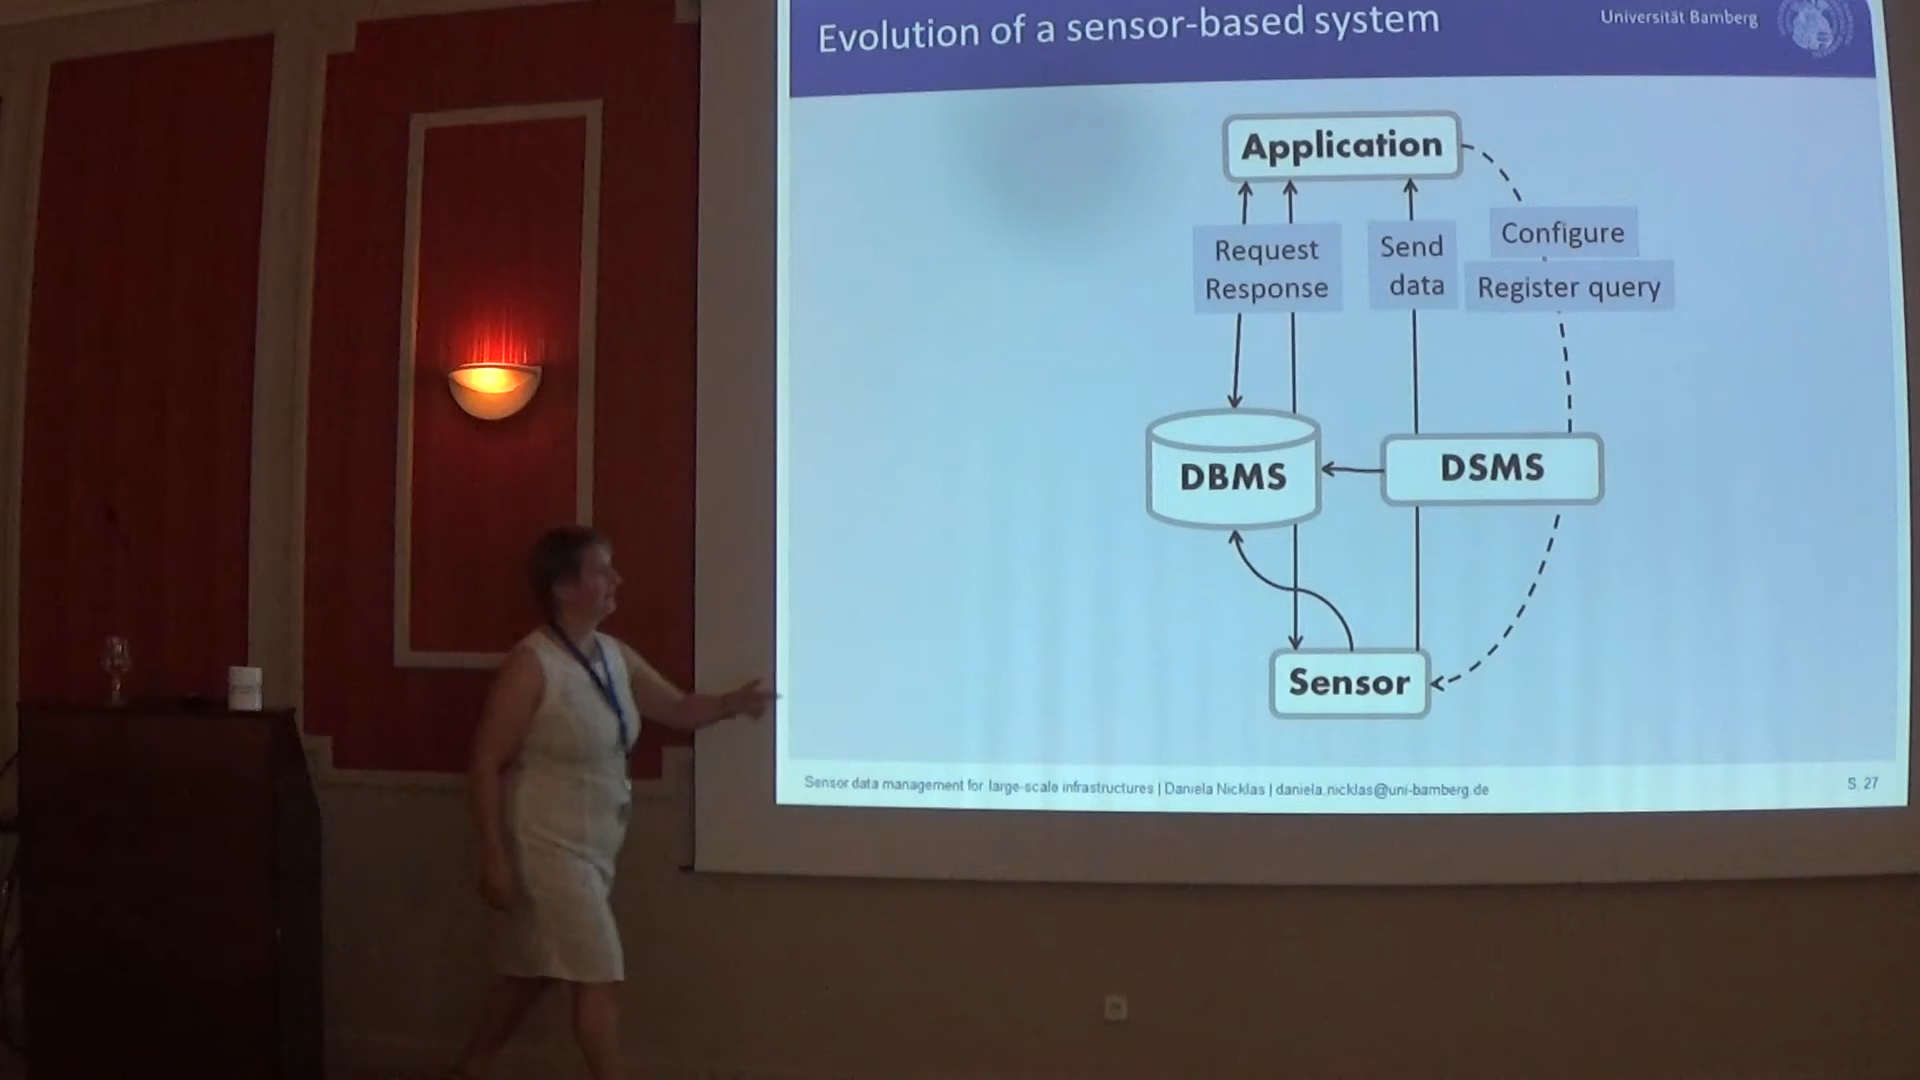 Evolution of a sensor-based system
Universität Bamberg
Application
Request
Response
Send
data
Configure
Register query
DBMS
DSMS
Sensor
Sensor data management for large-scale infrastructures | Daniela Nicklas | daniela.nicklas@uni-bamberg.de
S. 27